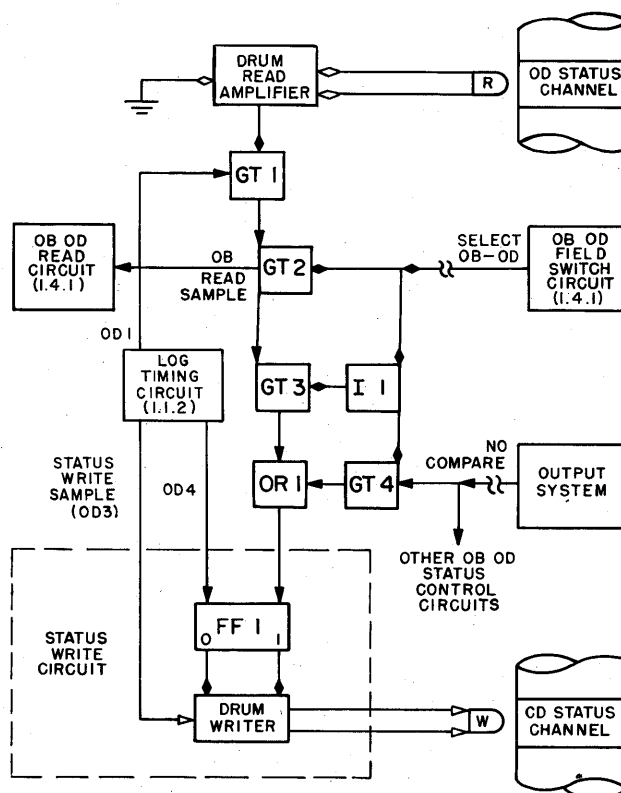 DRUM
READ
AMPLIFIER
R
OD STATUS
CHANNEL
GT 1
OB OD
READ
CIRCUIT
(1.4.1)
OB
READ
SAMPLE
GT2
SELECT
OB-OD
OB OD
FIELD
SWITCH
CIRCUIT
(1.4.1)
OD 1
LOG
TIMING
CIRCUIT
(1.1.2)
GT 3
I 1
STATUS
WRITE
SAMPLE
(OD3)
OD4
OR 1
GT 4
NO
COMPARE
OUTPUT
SYSTEM
OTHER OB OD
STATUS
CONTROL
CIRCUITS
STATUS
WRITE
CIRCUIT
FF 1
0 1
DRUM
WRITER
W
CD STATUS
CHANNEL